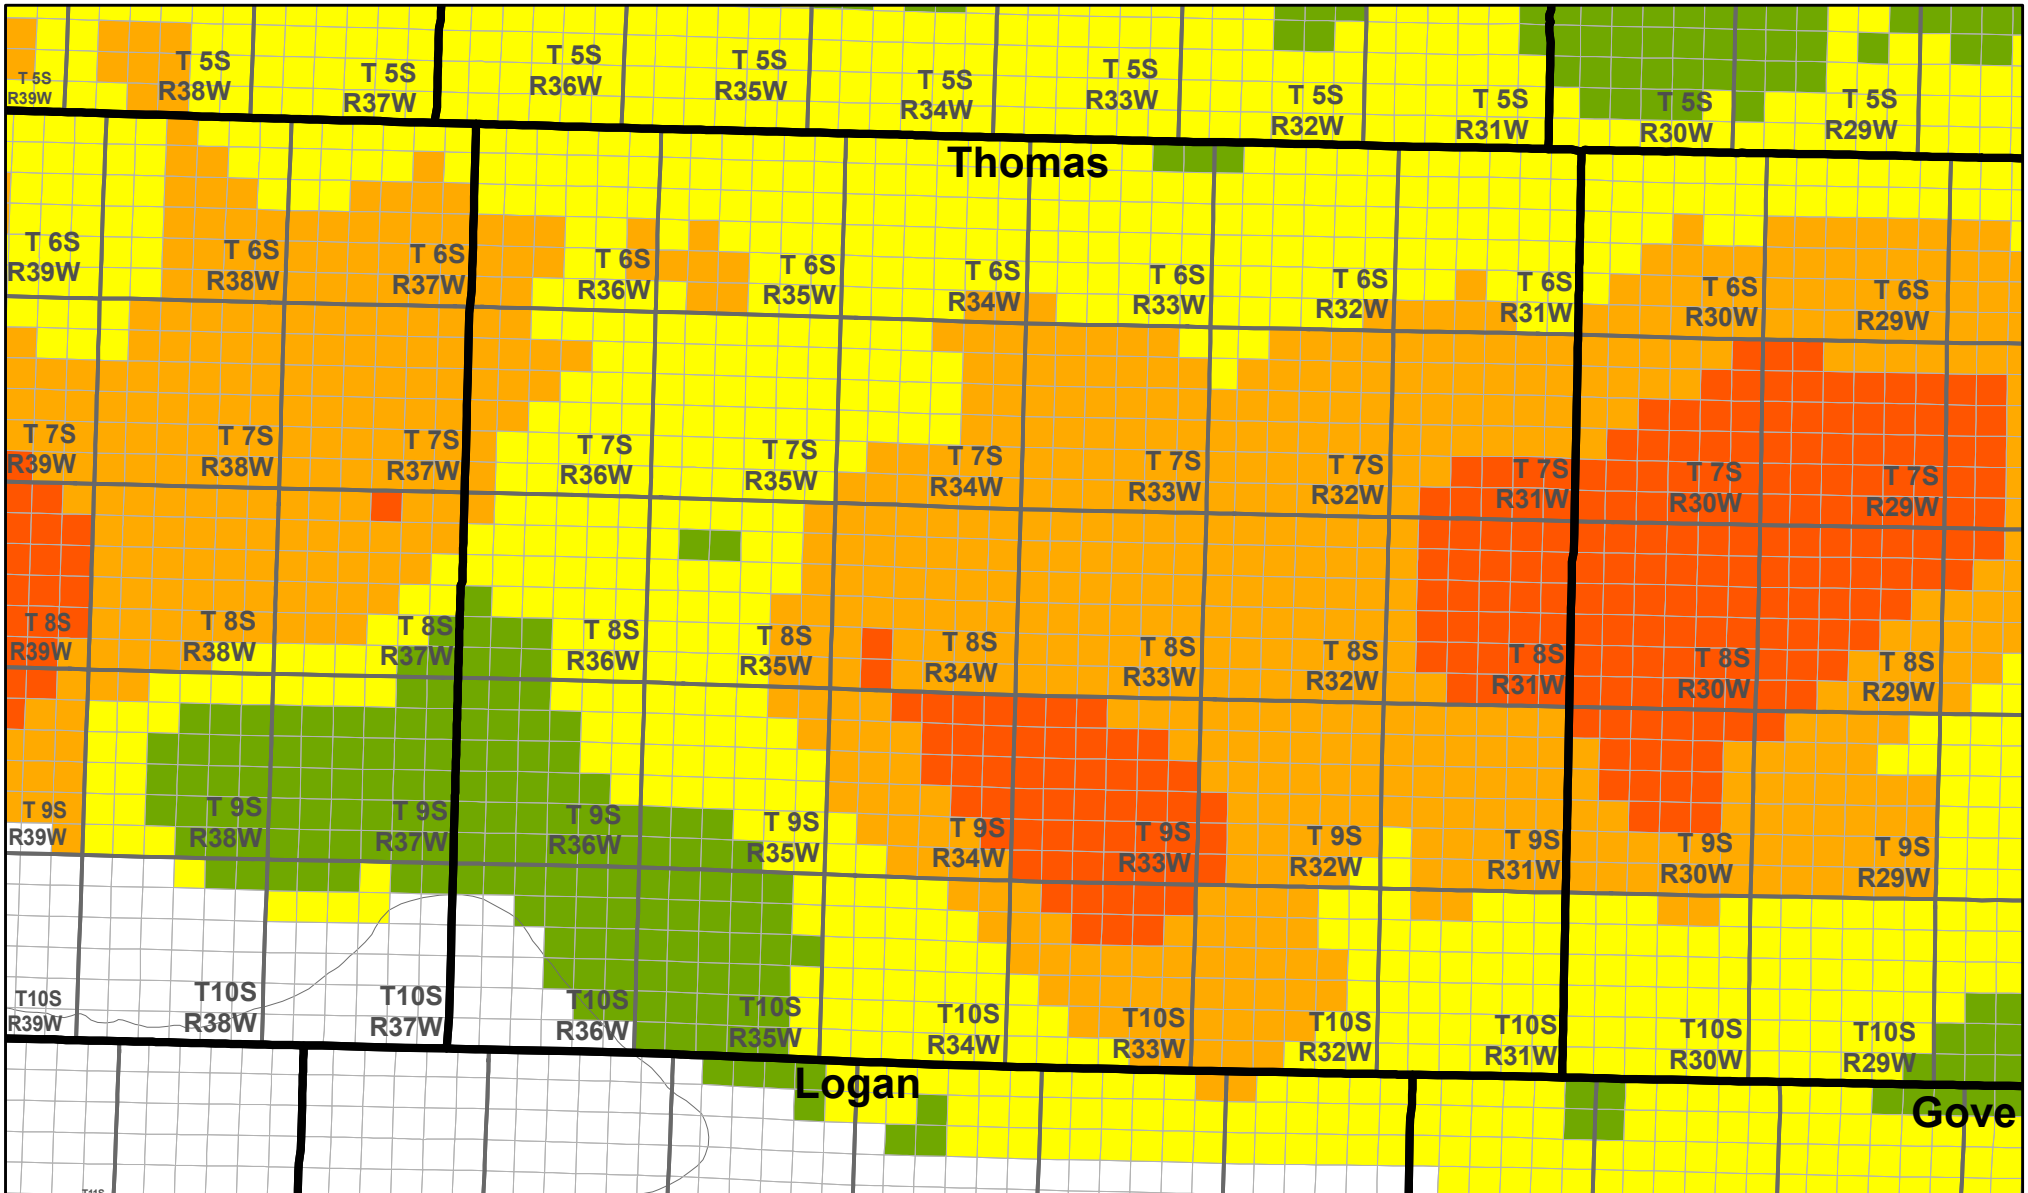 T 5S
R39W
T 5S
R38W
T 5S
R37W
T 5S
R36W
T 5S
R35W
T 5S
R34W
T 5S
R33W
T 5S
R32W
T 5S
R31W
T 5S
R30W
T 5S
R29W
Thomas
T 6S
R39W
T 6S
R38W
T 6S
R37W
T 6S
R36W
T 6S
R35W
T 6S
R34W
T 6S
R33W
T 6S
R32W
T 6S
R31W
T 6S
R30W
T 6S
R29W
T 7S
R39W
T 7S
R38W
T 7S
R37W
T 7S
R36W
T 7S
R35W
T 7S
R34W
T 7S
R33W
T 7S
R32W
T 7S
R31W
T 7S
R30W
T 7S
R29W
T 8S
R39W
T 8S
R38W
T 8S
R37W
T 8S
R36W
T 8S
R35W
T 8S
R34W
T 8S
R33W
T 8S
R32W
T 8S
R31W
T 8S
R30W
T 8S
R29W
T 9S
R39W
T 9S
R38W
T 9S
R37W
T 9S
R36W
T 9S
R35W
T 9S
R34W
T 9S
R33W
T 9S
R32W
T 9S
R31W
T 9S
R30W
T 9S
R29W
T10S
R39W
T10S
R38W
T10S
R37W
T10S
R36W
T10S
R35W
T10S
R34W
T10S
R33W
T10S
R32W
T10S
R31W
T10S
R30W
T10S
R29W
Logan
Gove